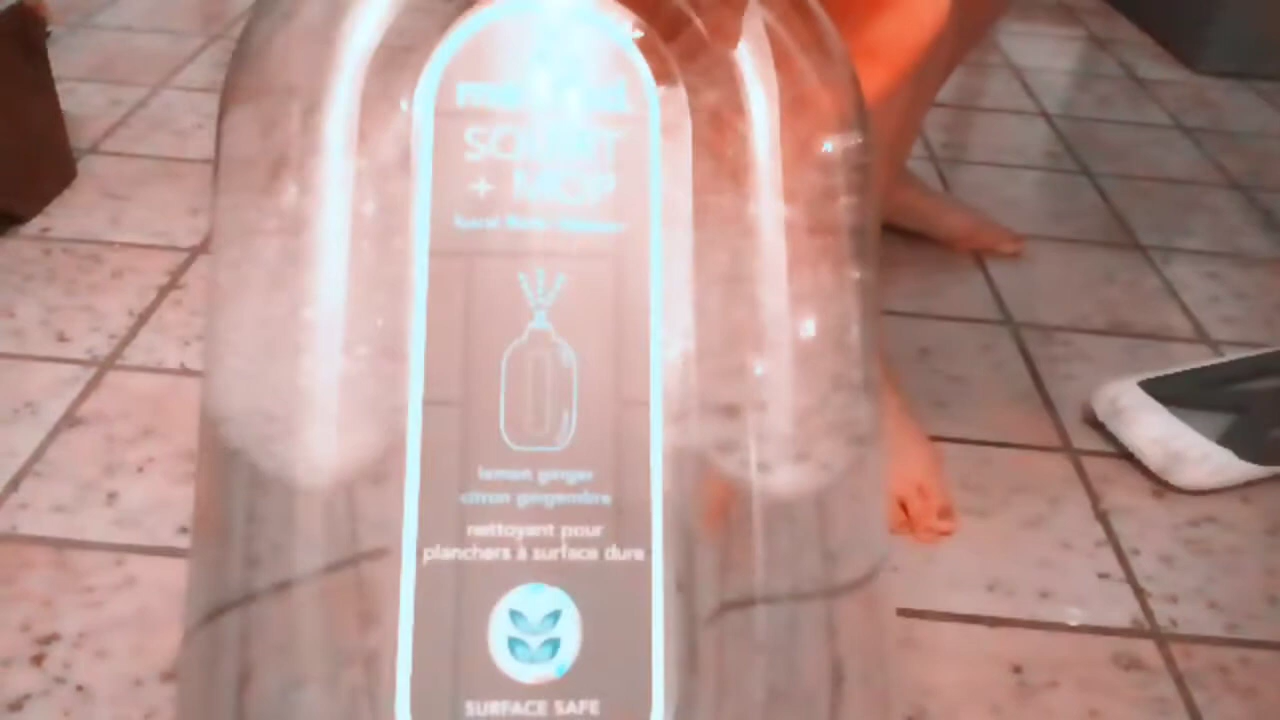 SQUIRT
+ MOP
lemon ginger
citron gingembre
nettoyant pour
planchers à surface dure
SURFACE SAFE